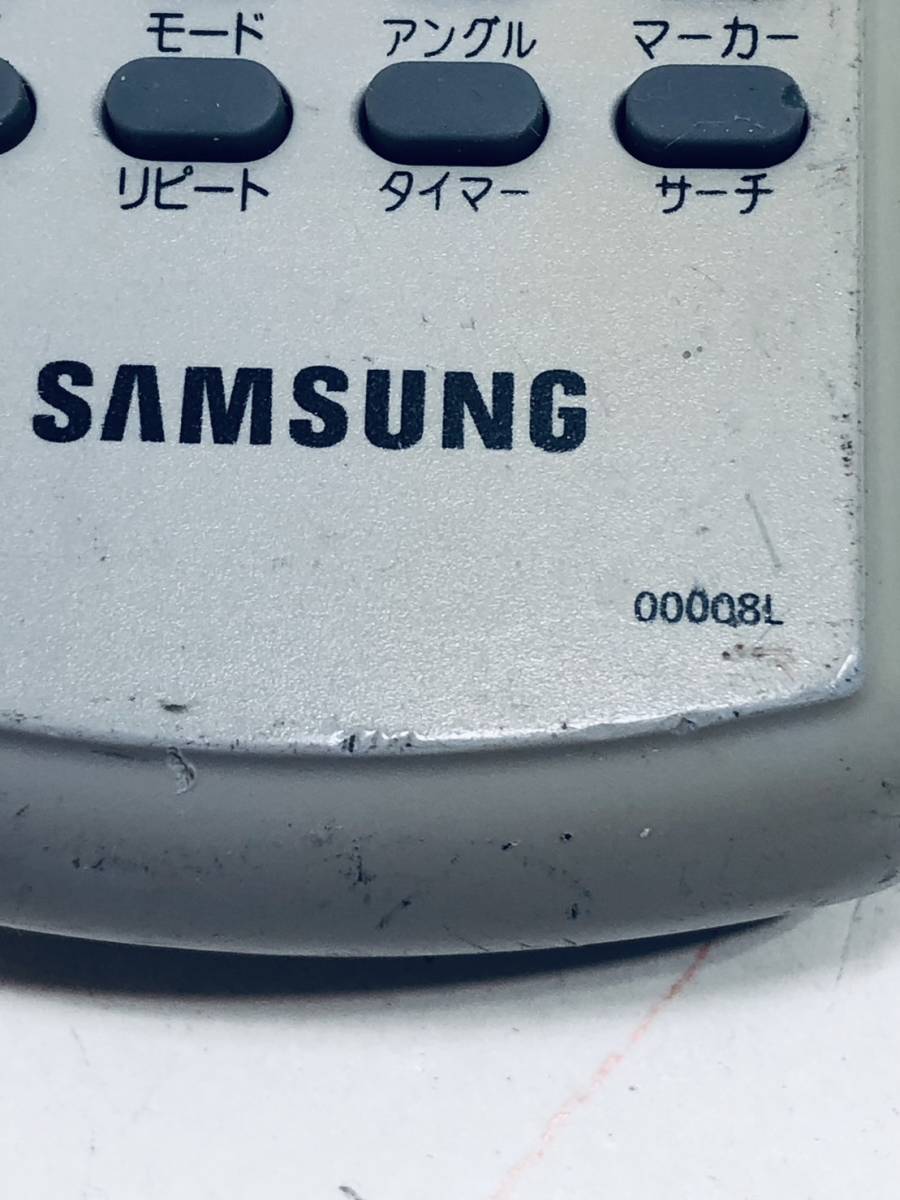 モード アングル マーカー
リピート タイマー サーチ
SAMSUNG
00008L